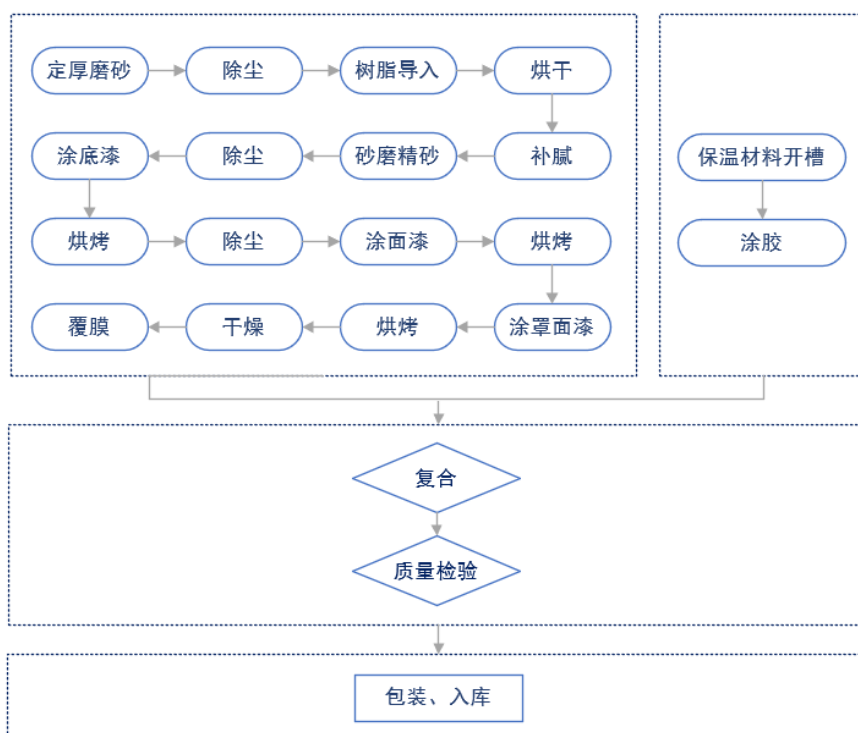 定厚磨砂
除尘
树脂导入
烘干
涂底漆
除尘
砂磨精砂
补腻
烘烤
除尘
涂面漆
烘烤
覆膜
干燥
烘烤
涂罩面漆
保温材料开槽
涂胶
复合
质量检验
包装、入库